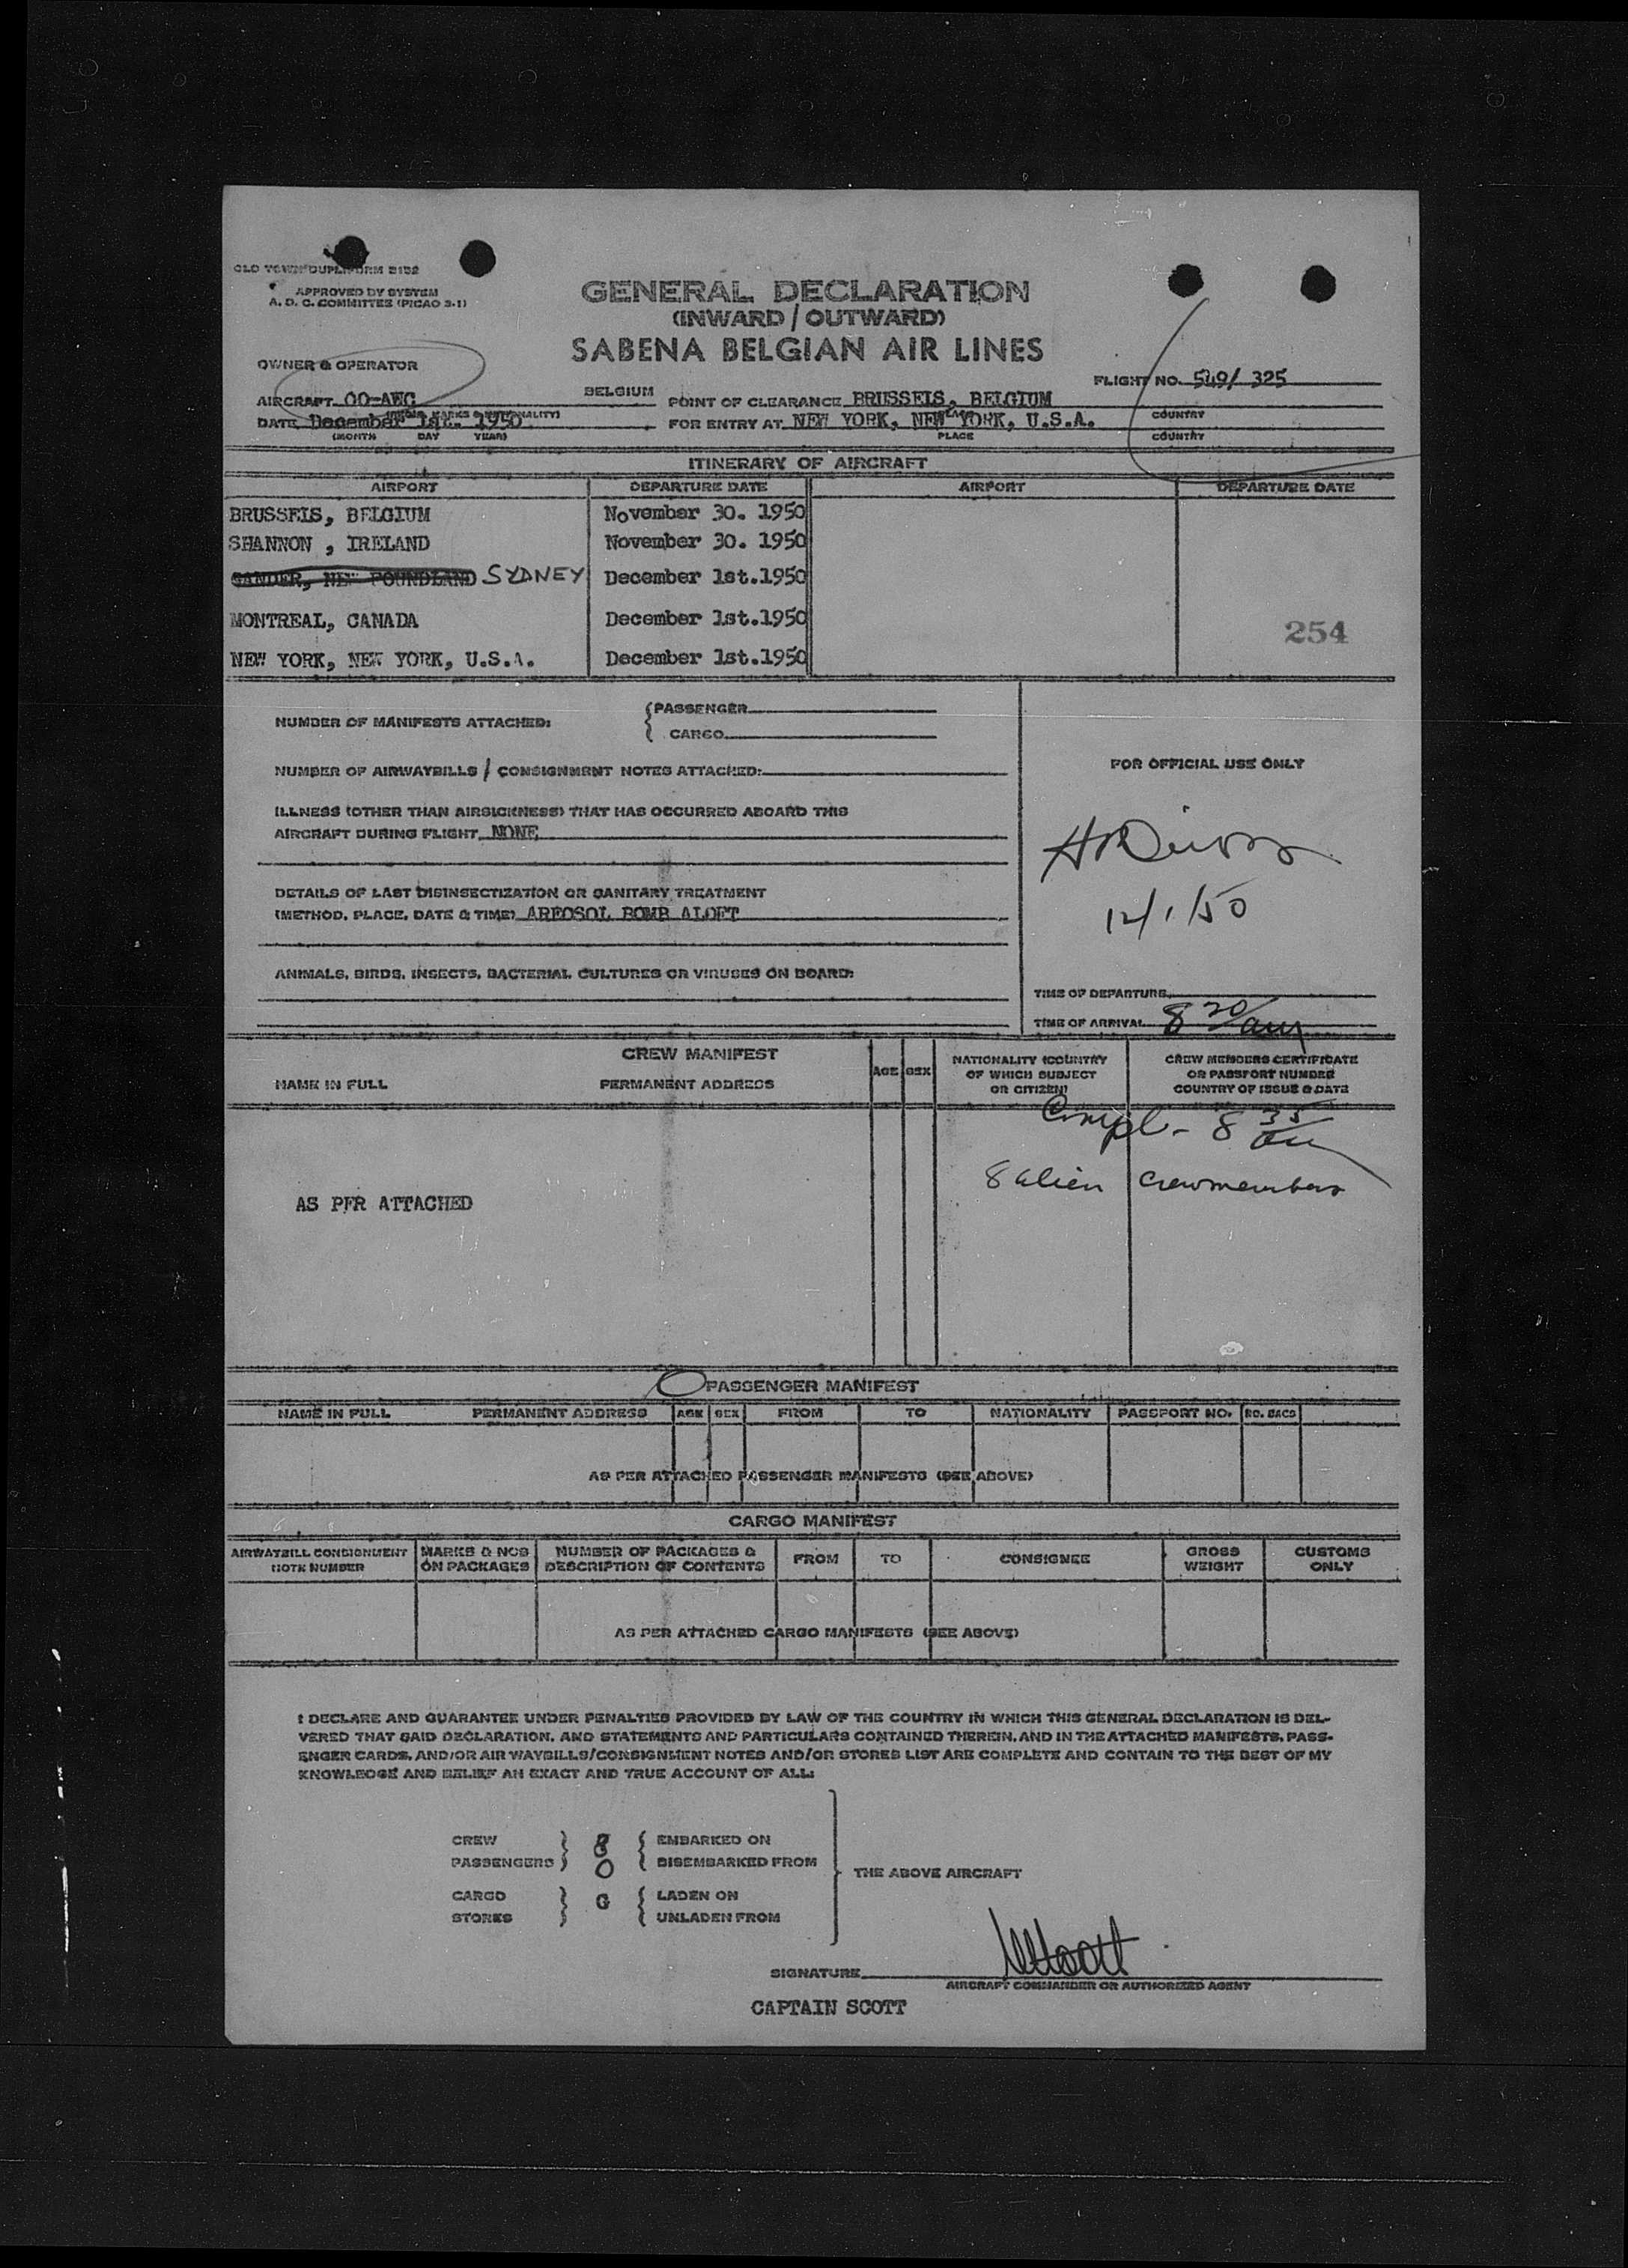 OLD TOWN DUPLIFORM 3132
APPROVED BY SYSTEM
A. D. C. COMMITTEE (PICAO 3-1)
GENERAL DECLARATION
(INWARD / OUTWARD)
SABENA BELGIAN AIR LINES
OWNER & OPERATOR
FLIGHT NO. 549/ 325
AIRCRAFT OO-AWG BELGIUM POINT OF CLEARANCE BRUSSELS, BELGIUM
COUNTRY
DATE December 1st. 1950 FOR ENTRY AT NEW YORK, NEW YORK, U.S.A.
(MONTH DAY YEAR) PLACE COUNTRY
ITINERARY OF AIRCRAFT
AIRPORT DEPARTURE DATE AIRPORT DEPARTURE DATE
BRUSSELS, BELGIUM November 30. 1950
SHANNON , IRELAND November 30. 1950
GANDER, NEW FOUNDLAND SYDNEY December 1st.1950
MONTREAL, CANADA December 1st.1950
254
NEW YORK, NEW YORK, U.S.A. December 1st.1950
NUMBER OF MANIFESTS ATTACHED: PASSENGER
CARGO
NUMBER OF AIRWAYBILLS / CONSIGNMENT NOTES ATTACHED:
FOR OFFICIAL USE ONLY
ILLNESS (OTHER THAN AIRSICKNESS) THAT HAS OCCURRED ABOARD THIS
AIRCRAFT DURING FLIGHT NONE
DETAILS OF LAST DISINSECTIZATION OR SANITARY TREATMENT
(METHOD, PLACE, DATE & TIME) AREOSOL BOMB ALOFT
12/1/50
ANIMALS, BIRDS, INSECTS, BACTERIAL CULTURES OR VIRUSES ON BOARD:
TIME OF DEPARTURE
TIME OF ARRIVAL 8 20/am
CREW MANIFEST
NAME IN FULL PERMANENT ADDRESS AGE SEX NATIONALITY (COUNTRY OF WHICH SUBJECT OR CITIZEN) CREW MEMBERS CERTIFICATE OR PASSPORT NUMBER COUNTRY OF ISSUE & DATE
Compl - 8 35 am
8 alien crewmembers
AS PER ATTACHED
O PASSENGER MANIFEST
NAME IN FULL PERMANENT ADDRESS AGE SEX FROM TO NATIONALITY PASSPORT NO. NO. BAGS
AS PER ATTACHED PASSENGER MANIFESTS (SEE ABOVE)
CARGO MANIFEST
AIRWAYBILL CONSIGNMENT NOTE NUMBER MARKS & NOS ON PACKAGES NUMBER OF PACKAGES & DESCRIPTION OF CONTENTS FROM TO CONSIGNEE GROSS WEIGHT CUSTOMS ONLY
AS PER ATTACHED CARGO MANIFESTS (SEE ABOVE)
I DECLARE AND GUARANTEE UNDER PENALTIES PROVIDED BY LAW OF THE COUNTRY IN WHICH THIS GENERAL DECLARATION IS DEL-
VERED THAT SAID DECLARATION, AND STATEMENTS AND PARTICULARS CONTAINED THEREIN, AND IN THE ATTACHED MANIFESTS, PASS-
ENGER CARDS, AND/OR AIR WAYBILLS/CONSIGNMENT NOTES AND/OR STORES LIST ARE COMPLETE AND CONTAIN TO THE BEST OF MY
KNOWLEDGE AND BELIEF AN EXACT AND TRUE ACCOUNT OF ALL:
CREW 8 EMBARKED ON
PASSENGERS 0 DISEMBARKED FROM
THE ABOVE AIRCRAFT
CARGO G LADEN ON
STORES UNLADEN FROM
SIGNATURE
AIRCRAFT COMMANDER OR AUTHORIZED AGENT
CAPTAIN SCOTT